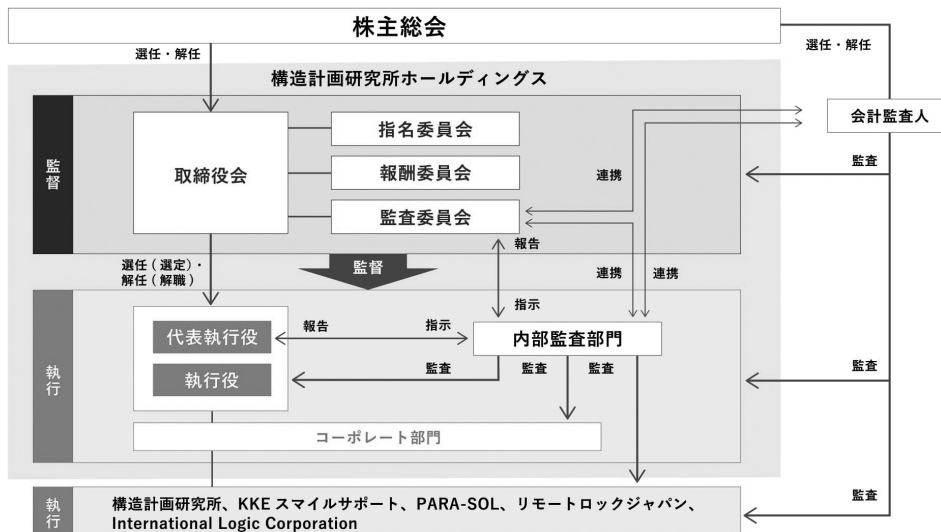 株主総会
選任・解任
選任・解任
構造計画研究所ホールディングス
会計監査人
監督
取締役会
指名委員会
報酬委員会
監査委員会
連携
監査
報告
選任（選定）・
解任（解職）
監督
連携
連携
指示
執行
代表執行役
執行役
報告
指示
内部監査部門
監査
監査
監査
監査
コーポレート部門
執行
構造計画研究所、KKE スマイルサポート、PARA-SOL、リモートロックジャパン、
International Logic Corporation
監査